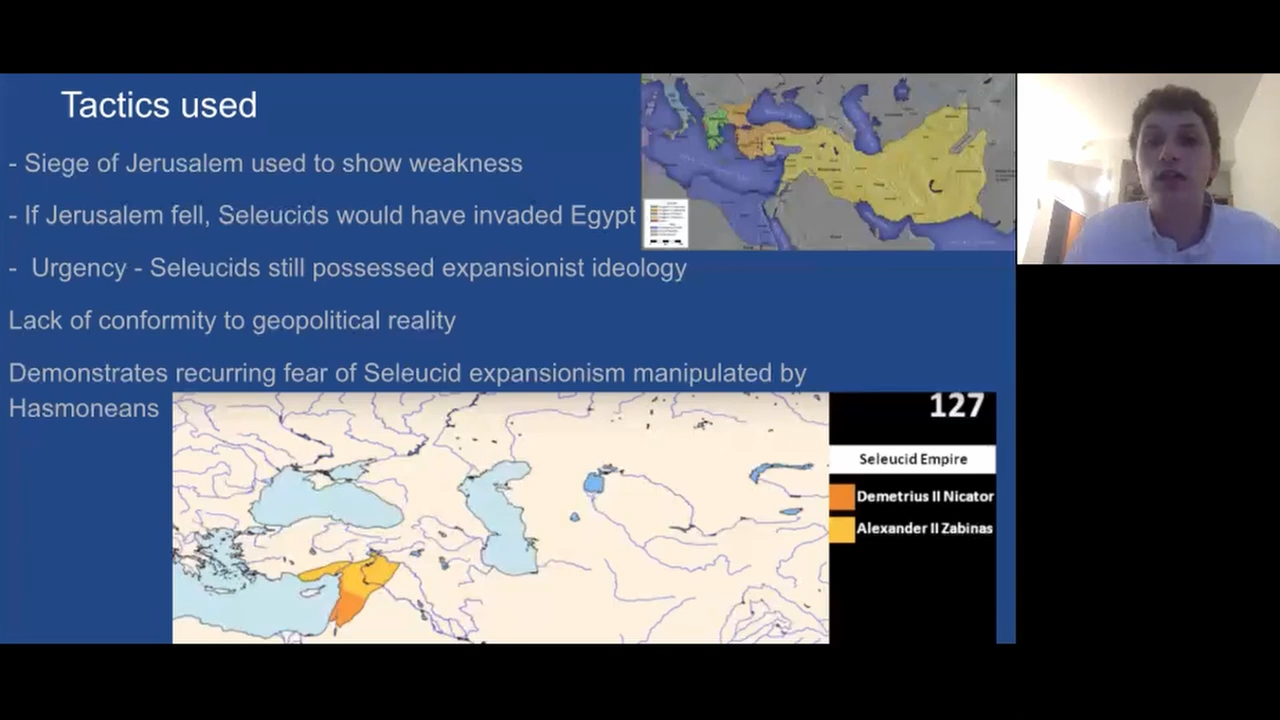 Tactics used
- Siege of Jerusalem used to show weakness
- If Jerusalem fell, Seleucids would have invaded Egypt
- Urgency - Seleucids still possessed expansionist ideology
Lack of conformity to geopolitical reality
Demonstrates recurring fear of Seleucid expansionism manipulated by
Hasmoneans
127
Seleucid Empire
Demetrius II Nicator
Alexander II Zabinas